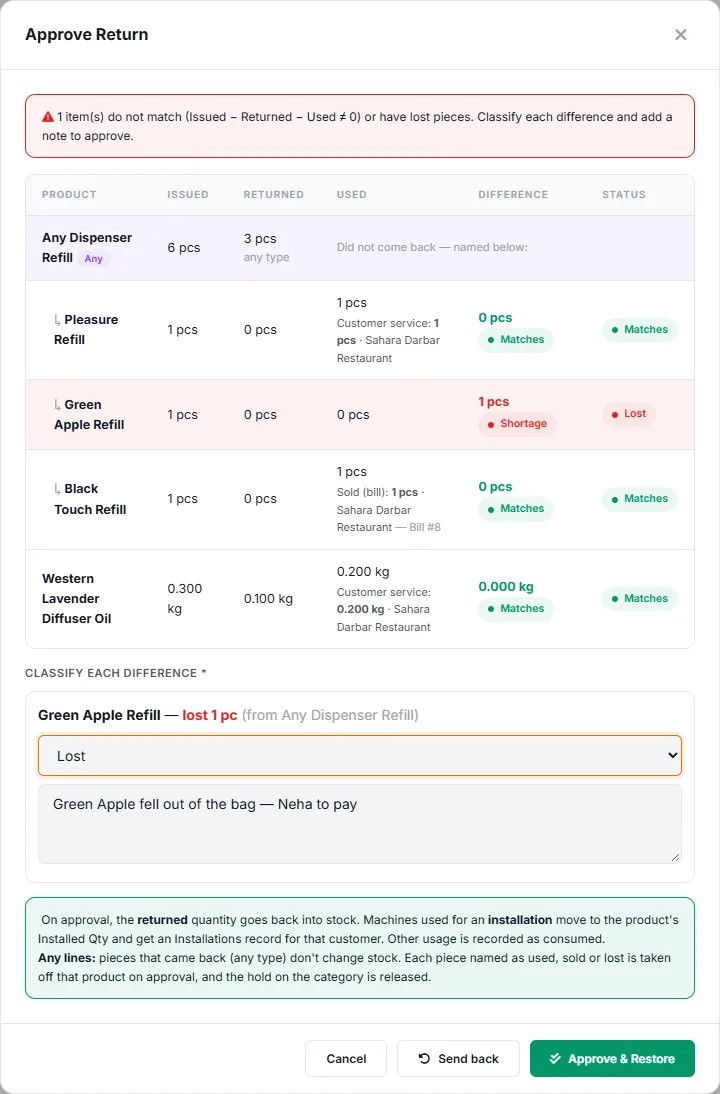 Approve Return
1 item(s) do not match (Issued − Returned − Used ≠ 0) or have lost pieces. Classify each difference and add a
note to approve.
PRODUCT ISSUED RETURNED USED DIFFERENCE STATUS
Any Dispenser
Refill Any
6 pcs
3 pcs
any type
Did not come back — named below:
Pleasure
Refill
1 pcs
0 pcs
1 pcs
Customer service: 1
pcs · Sahara Darbar
Restaurant
0 pcs
Matches
Matches
Green
Apple Refill
1 pcs
0 pcs
0 pcs
1 pcs
Shortage
Lost
Black
Touch Refill
1 pcs
0 pcs
1 pcs
Sold (bill): 1 pcs ·
Sahara Darbar
Restaurant — Bill #8
0 pcs
Matches
Matches
Western
Lavender
Diffuser Oil
0.300
kg
0.100 kg
0.200 kg
Customer service:
0.200 kg · Sahara
Darbar Restaurant
0.000 kg
Matches
Matches
CLASSIFY EACH DIFFERENCE *
Green Apple Refill — lost 1 pc (from Any Dispenser Refill)
Lost
Green Apple fell out of the bag — Neha to pay
On approval, the returned quantity goes back into stock. Machines used for an installation move to the product's
Installed Qty and get an Installations record for that customer. Other usage is recorded as consumed.
Any lines: pieces that came back (any type) don't change stock. Each piece named as used, sold or lost is taken
off that product on approval, and the hold on the category is released.
Cancel
Send back
Approve & Restore